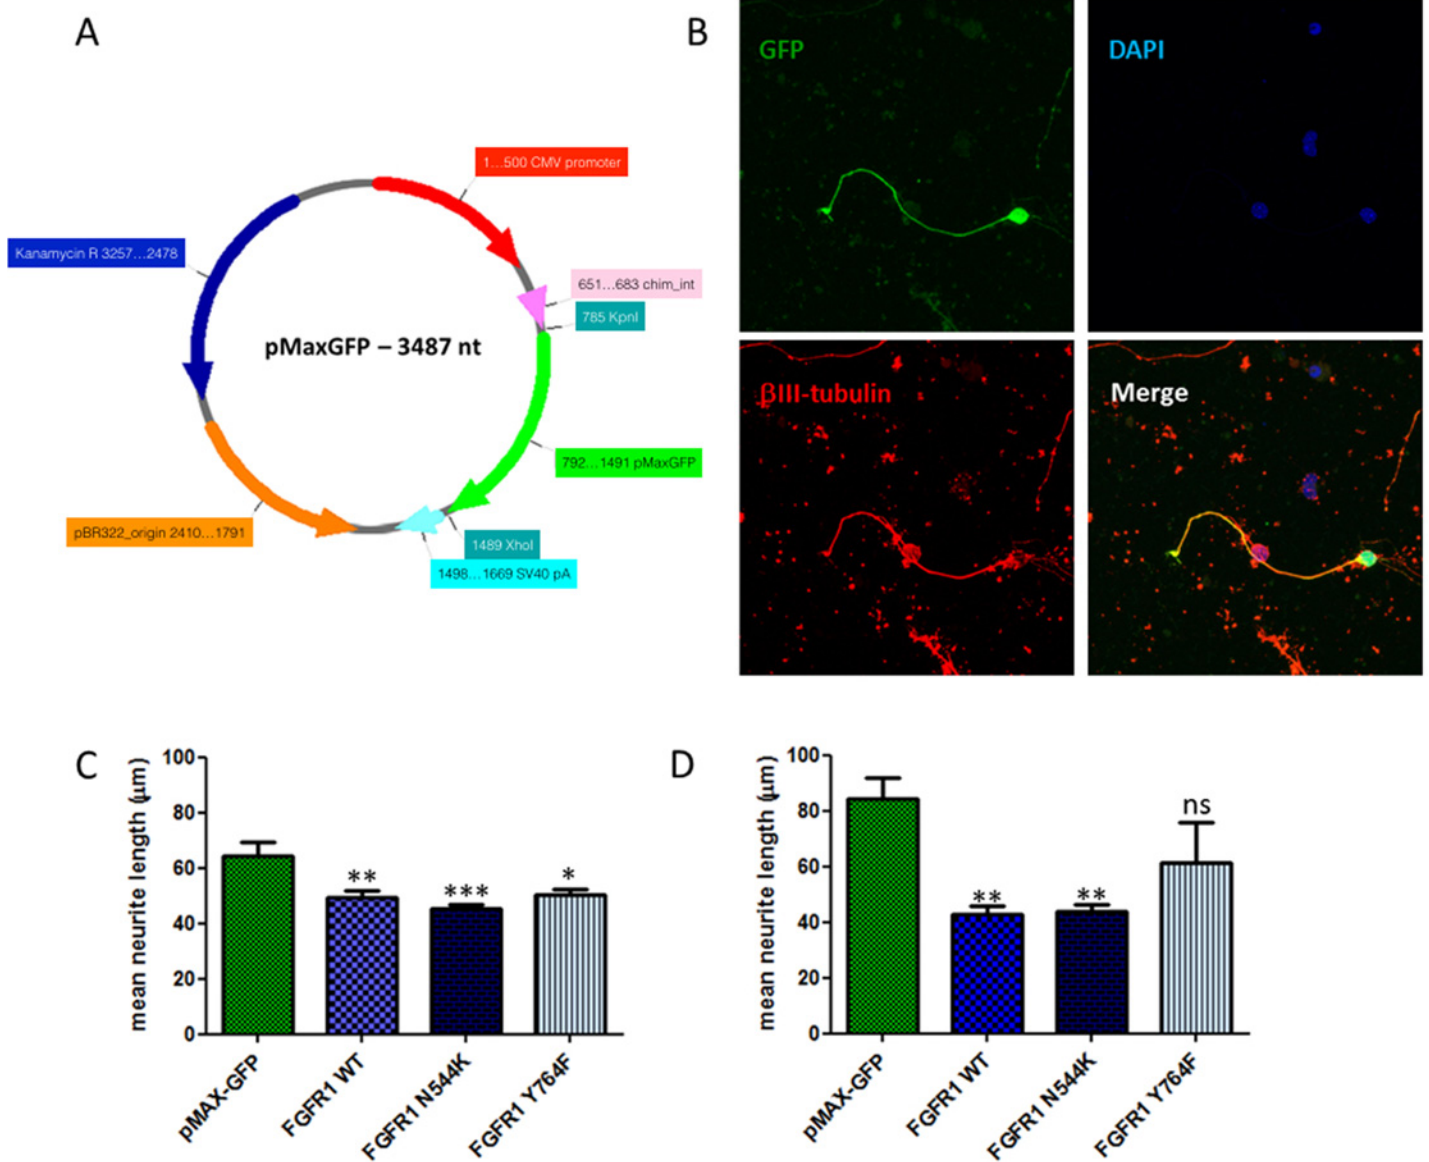 A
1...500 CMV promoter
Kanamycin R 3257...2478
651...683 chim_int
785 KpnI
pMaxGFP – 3487 nt
792...1491 pMaxGFP
pBR322_origin 2410...1791
1489 XhoI
1498...1669 SV40 pA
B
GFP
DAPI
βIII-tubulin
Merge
C
mean neurite length (μm)
100
80
60
40
20
0
**
***
*
pMAX-GFP
FGFR1 WT
FGFR1 N544K
FGFR1 Y764F
D
mean neurite length (μm)
100
80
60
40
20
0
**
**
ns
pMAX-GFP
FGFR1 WT
FGFR1 N544K
FGFR1 Y764F